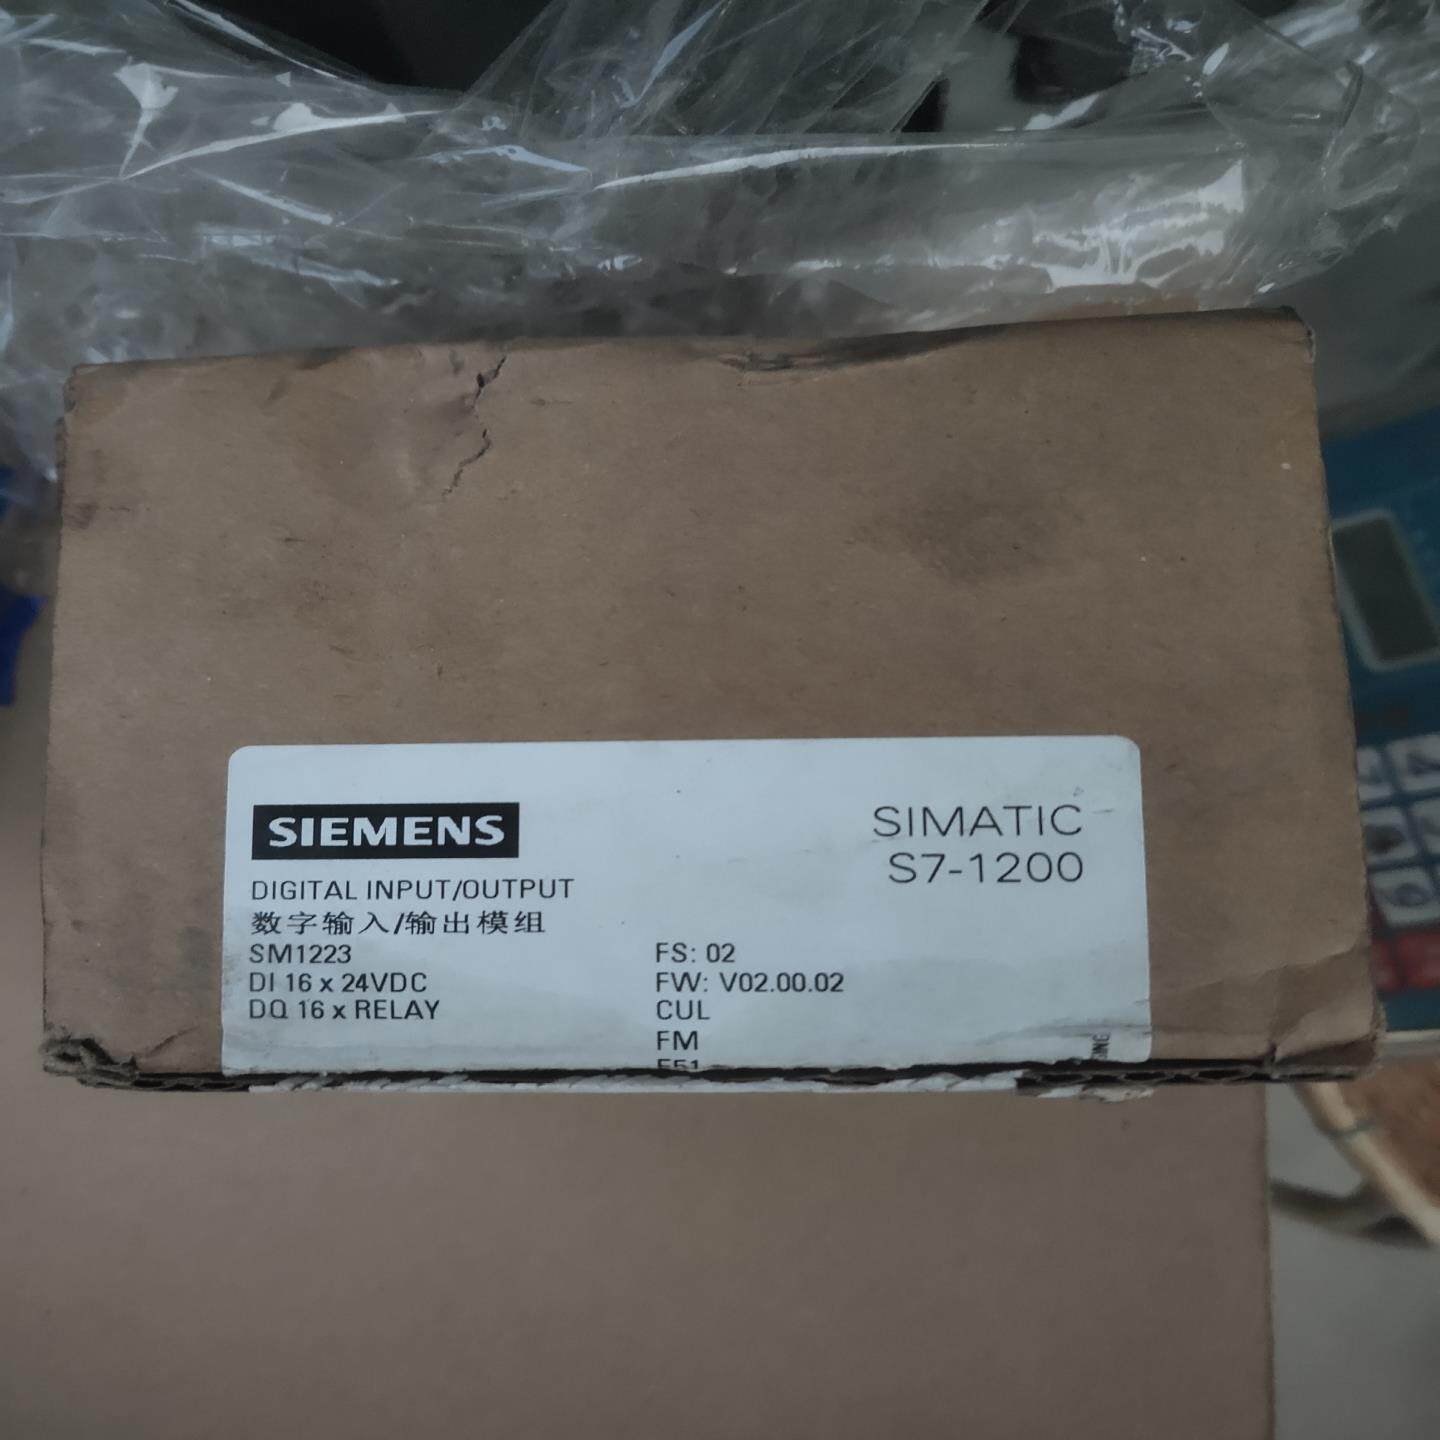 SIEMENS
SIMATIC
S7-1200
DIGITAL INPUT/OUTPUT
数字输入/输出模组
SM1223
DI 16 x 24VDC
DQ 16 x RELAY
FS: 02
FW: V02.00.02
CUL
FM